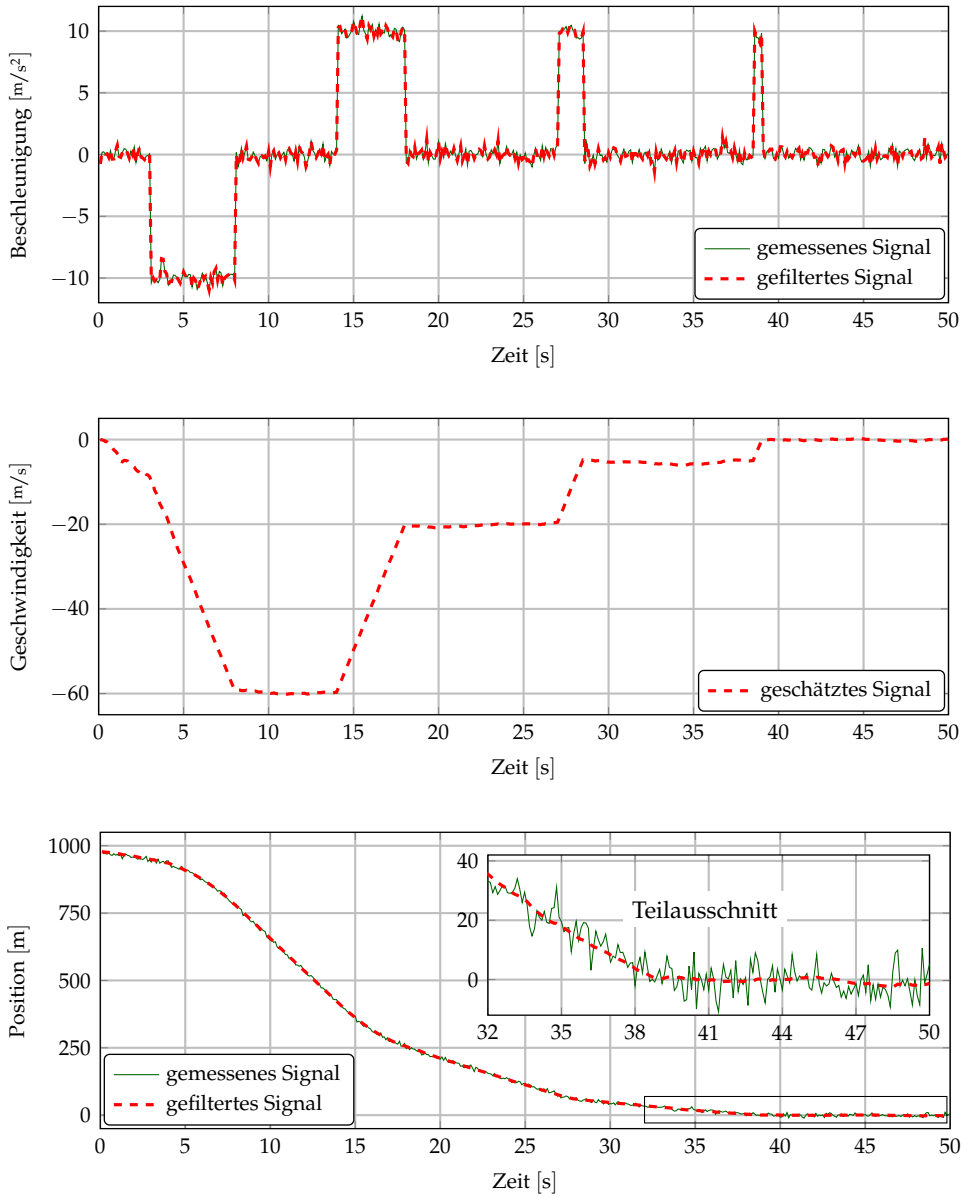 10
5
0
−5
−10
Beschleunigung [m/s²]
gemessenes Signal
gefiltertes Signal
0 5 10 15 20 25 30 35 40 45 50
Zeit [s]
0
−20
−40
−60
Geschwindigkeit [m/s]
geschätztes Signal
0 5 10 15 20 25 30 35 40 45 50
Zeit [s]
1000
750
500
250
0
Position [m]
40
20
0
Teilausschnitt
32 35 38 41 44 47 50
gemessenes Signal
gefiltertes Signal
0 5 10 15 20 25 30 35 40 45 50
Zeit [s]